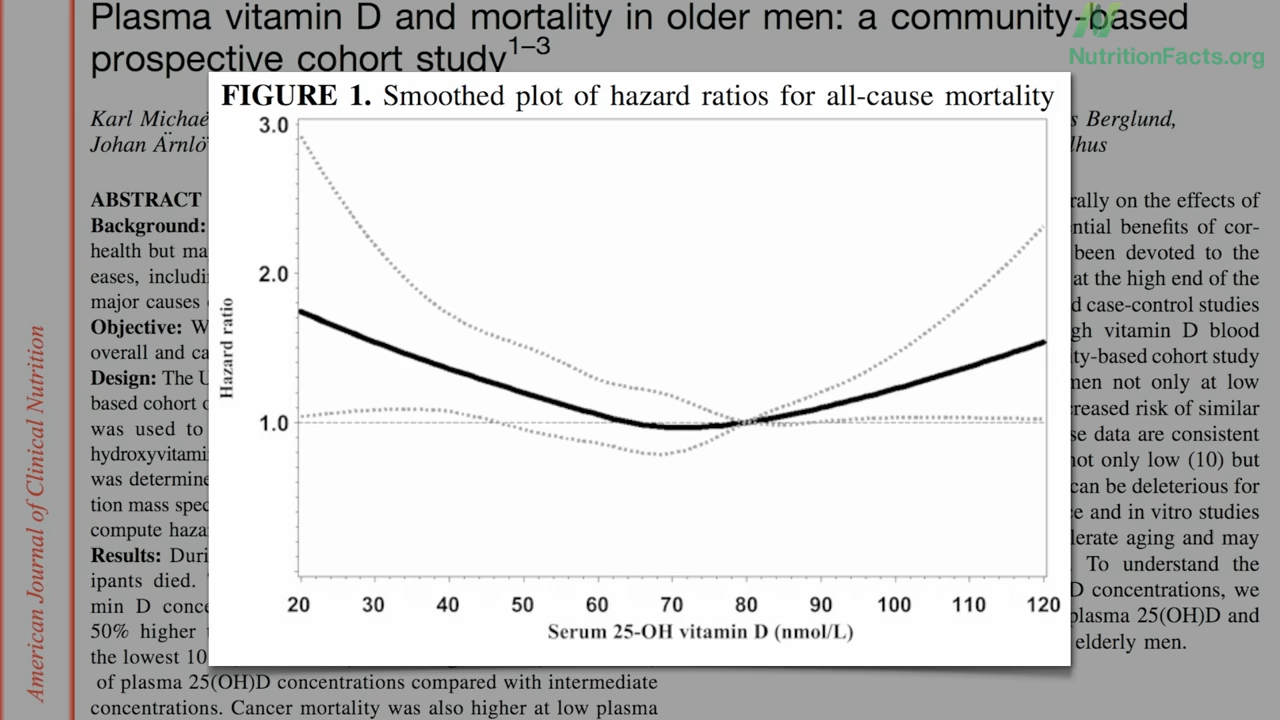 Plasma vitamin D and mortality in older men: a community-based
prospective cohort study1–3
NutritionFacts.org
Karl Michaë
s Berglund,
Johan Ärnlö
lhus
American Journal of Clinical Nutrition
ABSTRACT
Background:
health but ma
eases, includi
major causes
Objective: W
overall and ca
Design: The U
based cohort o
was used to
hydroxyvitami
was determine
tion mass spec
compute haza
Results: Duri
ipants died.
min D conce
50% higher
the lowest 10
of plasma 25(OH)D concentrations compared with intermediate
concentrations. Cancer mortality was also higher at low plasma
FIGURE 1. Smoothed plot of hazard ratios for all-cause mortality
3.0
2.0
1.0
Hazard ratio
20 30 40 50 60 70 80 90 100 110 120
Serum 25-OH vitamin D (nmol/L)
rally on the effects of
ntial benefits of cor-
been devoted to the
at the high end of the
d case-control studies
gh vitamin D blood
ity-based cohort study
men not only at low
creased risk of similar
se data are consistent
not only low (10) but
can be deleterious for
ce and in vitro studies
lerate aging and may
To understand the
D concentrations, we
plasma 25(OH)D and
elderly men.